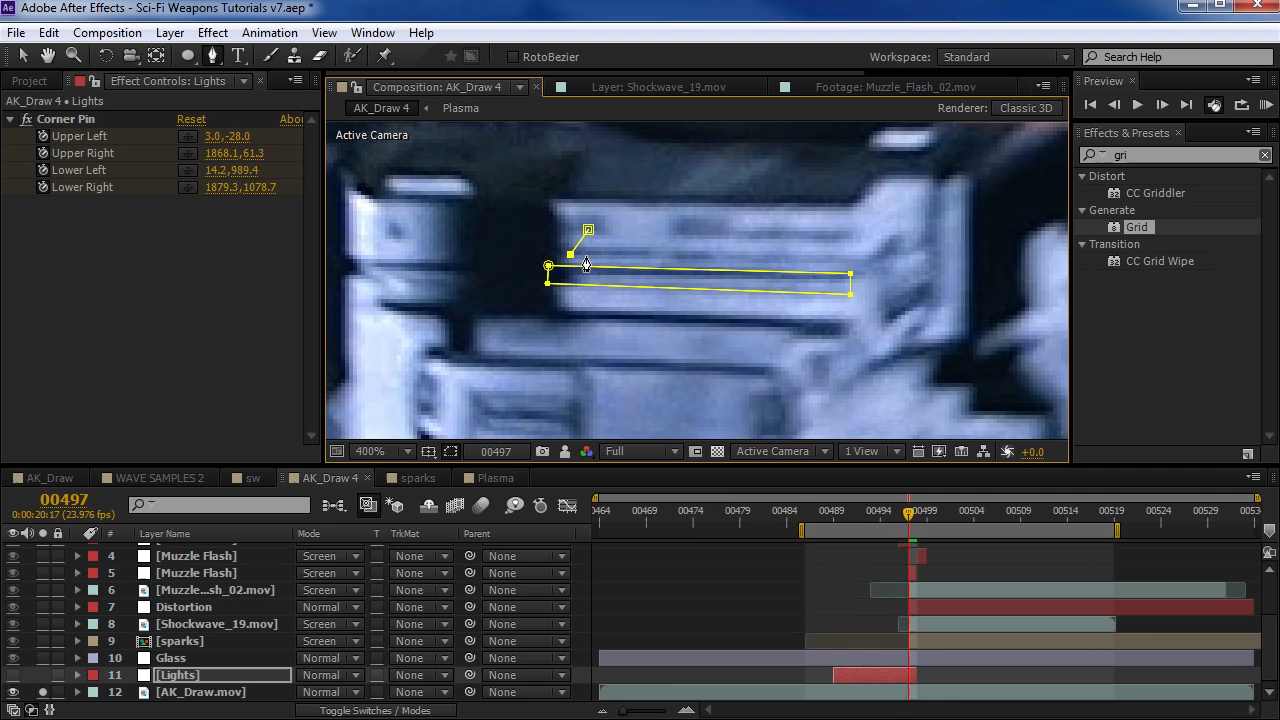 Adobe After Effects - Sci-Fi Weapons Tutorials v7.aep *
File Edit Composition Layer Effect Animation View Window Help
RotoBezier Workspace: Standard Search Help
Project Effect Controls: Lights
Composition: AK_Draw 4 Layer: Shockwave_19.mov Footage: Muzzle_Flash_02.mov
Preview
AK_Draw 4 • Lights
AK_Draw 4 Plasma Renderer: Classic 3D
fx Corner Pin Reset Abou
Upper Left 3.0,-28.0
Upper Right 1868.1,61.3
Lower Left 14.2,989.4
Lower Right 1879.3,1078.7
Active Camera
Effects & Presets
gri
Distort
CC Griddler
Generate
Grid
Transition
CC Grid Wipe
400% 00497 Full Active Camera 1 View +0.0
AK_Draw WAVE SAMPLES 2 sw AK_Draw 4 sparks Plasma
00497
0:00:20:17 (23.976 fps)
0464 00469 00474 00479 00484 00489 00494 00499 00504 00509 00514 00519 00524 00529 0053
# Layer Name Mode T TrkMat Parent
4 [Muzzle Flash] Screen None None
5 [Muzzle Flash] Screen None None
6 [Muzzle...sh_02.mov] Screen None None
7 Distortion Normal None None
8 [Shockwave_19.mov] Screen None None
9 [sparks] Screen None None
10 Glass Normal None None
11 [Lights] Normal None None
12 [AK_Draw.mov] Normal None None
Toggle Switches / Modes